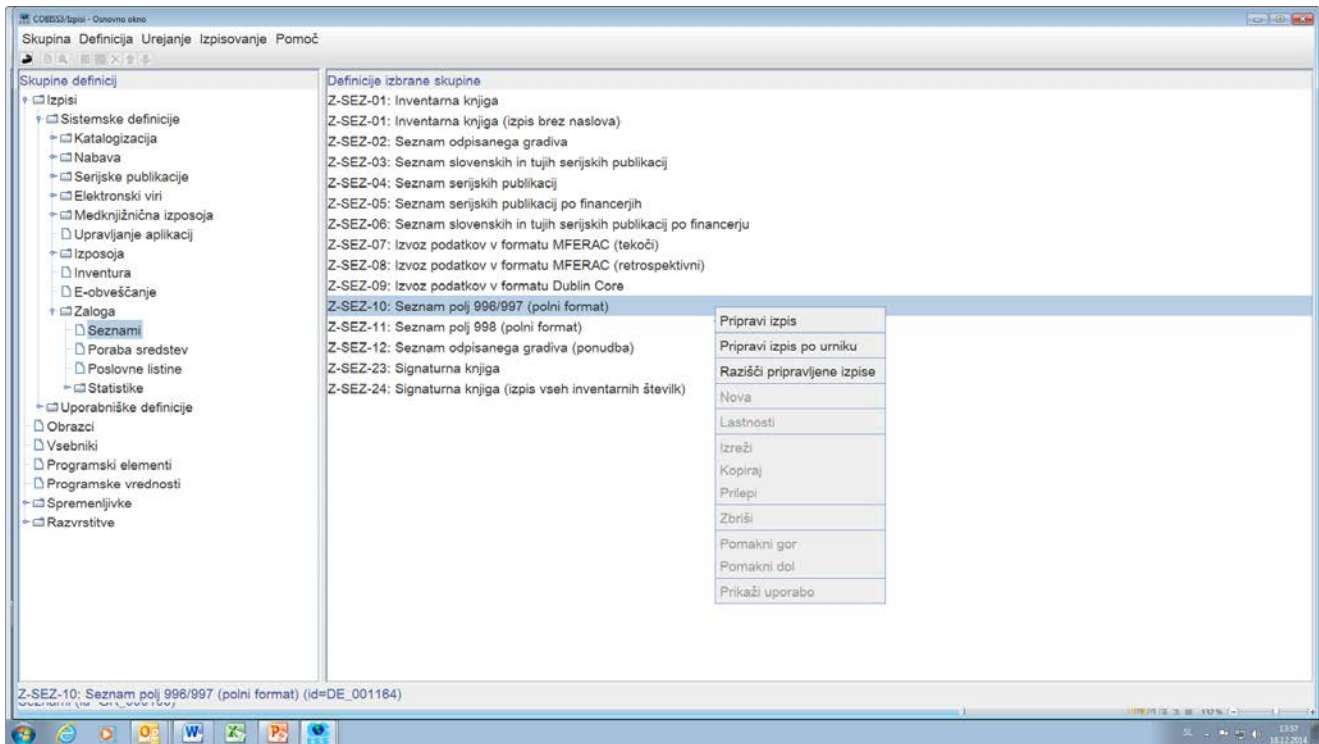 COBISS3/Izpisi - Osnovno okno
Skupina Definicija Urejanje Izpisovanje Pomoč
Skupine definicij
Izpisi
Sistemske definicije
Katalogizacija
Nabava
Serijske publikacije
Elektronski viri
Medknjižnična izposoja
Upravljanje aplikacij
Izposoja
Inventura
E-obveščanje
Zaloga
Seznami
Poraba sredstev
Poslovne listine
Statistike
Uporabniške definicije
Obrazci
Vsebniki
Programski elementi
Programske vrednosti
Spremenljivke
Razvrstitve
Definicije izbrane skupine
Z-SEZ-01: Inventarna knjiga
Z-SEZ-01: Inventarna knjiga (izpis brez naslova)
Z-SEZ-02: Seznam odpisanega gradiva
Z-SEZ-03: Seznam slovenskih in tujih serijskih publikacij
Z-SEZ-04: Seznam serijskih publikacij
Z-SEZ-05: Seznam serijskih publikacij po financerjih
Z-SEZ-06: Seznam slovenskih in tujih serijskih publikacij po financerju
Z-SEZ-07: Izvoz podatkov v formatu MFERAC (tekoči)
Z-SEZ-08: Izvoz podatkov v formatu MFERAC (retrospektivni)
Z-SEZ-09: Izvoz podatkov v formatu Dublin Core
Z-SEZ-10: Seznam polj 996/997 (polni format)
Z-SEZ-11: Seznam polj 998 (polni format)
Z-SEZ-12: Seznam odpisanega gradiva (ponudba)
Z-SEZ-23: Signaturna knjiga
Z-SEZ-24: Signaturna knjiga (izpis vseh inventarnih številk)
Pripravi izpis
Pripravi izpis po urniku
Razišči pripravljene izpise
Nova
Lastnosti
Izreži
Kopiraj
Prilepi
Zbriši
Pomakni gor
Pomakni dol
Prikaži uporabo
Z-SEZ-10: Seznam polj 996/997 (polni format) (id=DE_001164)
SL
13:57
16.12.2014